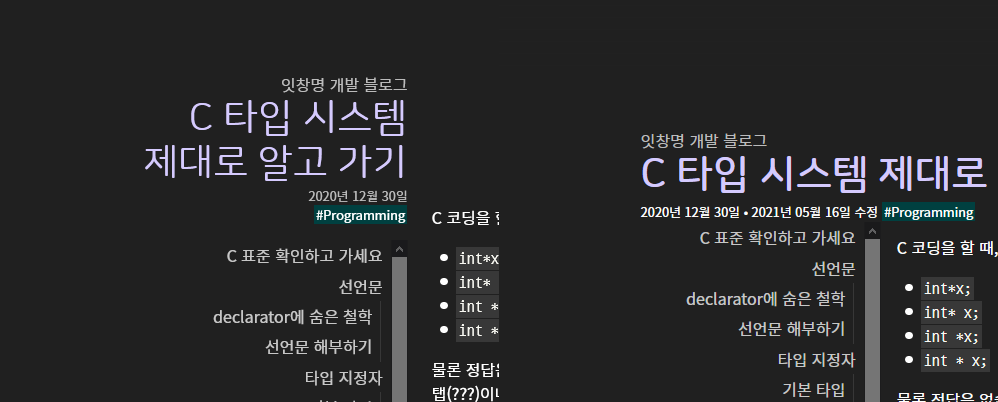 잇창명 개발 블로그
C 타입 시스템
제대로 알고 가기
2020년 12월 30일
#Programming
C 표준 확인하고 가세요
선언문
declarator에 숨은 철학
선언문 해부하기
타입 지정자
C 코딩을 할
int*x
int*
int *
int *
물론 정답은
탭(???)이
잇창명 개발 블로그
C 타입 시스템 제대로
2020년 12월 30일 • 2021년 05월 16일 수정 #Programming
C 표준 확인하고 가세요
선언문
declarator에 숨은 철학
선언문 해부하기
타입 지정자
기본 타입
C 코딩을 할 때,
int*x;
int* x;
int *x;
int * x;
물론 정답은 없